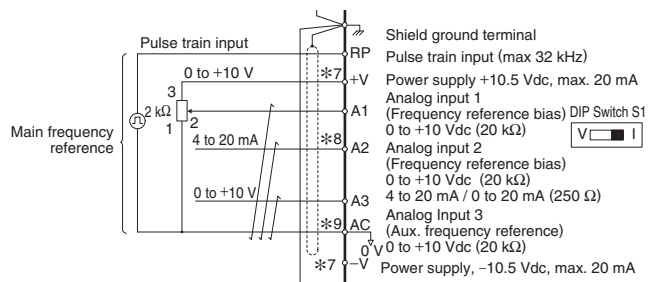 Shield ground terminal
Pulse train input
RP
Pulse train input (max 32 kHz)
0 to +10 V
*7
+V
Power supply +10.5 Vdc, max. 20 mA
3
2 kΩ
1
2
A1
Analog input 1
(Frequency reference bias)
0 to +10 Vdc (20 kΩ)
DIP Switch S1
V
I
Main frequency
reference
4 to 20 mA
*8
A2
Analog input 2
(Frequency reference bias)
0 to +10 Vdc (20 kΩ)
4 to 20 mA / 0 to 20 mA (250 Ω)
0 to +10 V
A3
Analog Input 3
(Aux. frequency reference)
0 to +10 Vdc (20 kΩ)
*9
AC
0 V
*7
−V
Power supply, −10.5 Vdc, max. 20 mA